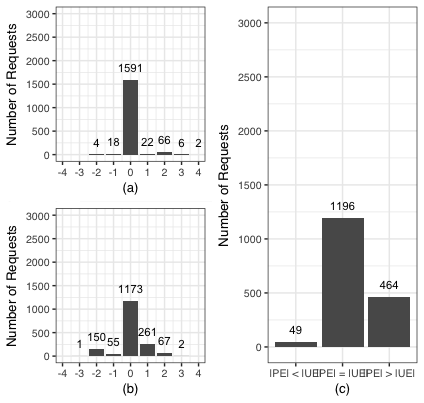 Number of Requests
3000
2500
2000
1500
1000
500
0
1591
4 18 22 66 6 2
-4 -3 -2 -1 0 1 2 3 4
(a)
Number of Requests
3000
2500
2000
1500
1000
500
0
1173
1 150 55 261 67 2
-4 -3 -2 -1 0 1 2 3 4
(b)
Number of Requests
3000
2500
2000
1500
1000
500
0
1196
464
49
|PE| < |UE| |PE| = |UE| |PE| > |UE|
(c)